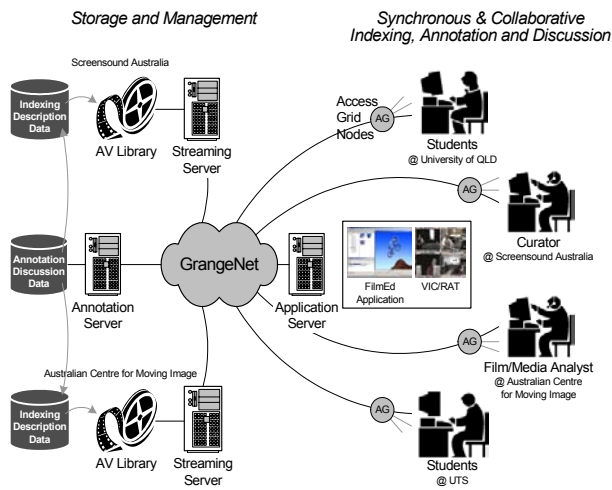 Storage and Management
Synchronous & Collaborative
Indexing, Annotation and Discussion
Screensound Australia
Indexing
Description
Data
AV Library
Streaming
Server
Access
Grid
Nodes
AG
Students
@ University of QLD
AG
Curator
@ Screensound Australia
Annotation
Discussion
Data
Annotation
Server
GrangeNet
Application
Server
FilmEd
Application
VIC/RAT
AG
Film/Media Analyst
@ Australian Centre
for Moving Image
Australian Centre for Moving Image
Indexing
Description
Data
AV Library
Streaming
Server
AG
Students
@ UTS